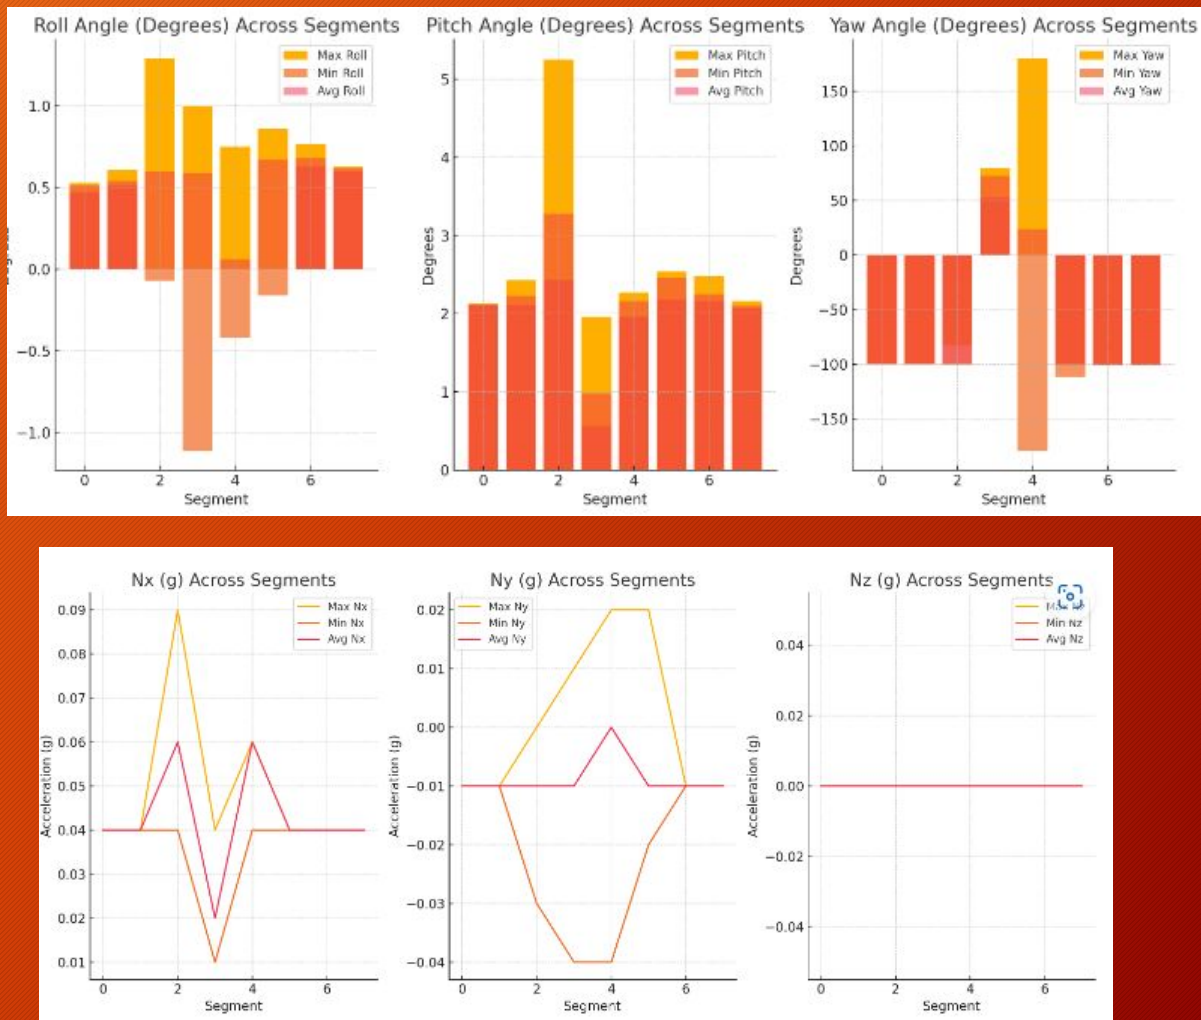 Roll Angle (Degrees) Across Segments
Max Roll
Min Roll
Avg Roll
1.0
0.5
0.0
−0.5
−1.0
0
2
4
6
Segment
Pitch Angle (Degrees) Across Segments
Max Pitch
Min Pitch
Avg Pitch
Degrees
5
4
3
2
1
0
0
2
4
6
Segment
Yaw Angle (Degrees) Across Segments
Max Yaw
Min Yaw
Avg Yaw
Degrees
150
100
50
0
−50
−100
−150
0
2
4
6
Segment
Nx (g) Across Segments
Max Nx
Min Nx
Avg Nx
Acceleration (g)
0.09
0.08
0.07
0.06
0.05
0.04
0.03
0.02
0.01
0
2
4
6
Segment
Ny (g) Across Segments
Max Ny
Min Ny
Avg Ny
Acceleration (g)
0.02
0.01
0.00
−0.01
−0.02
−0.03
−0.04
0
2
4
6
Segment
Nz (g) Across Segments
Min Nz
Avg Nz
Acceleration (g)
0.04
0.02
0.00
−0.02
−0.04
0
2
4
6
Segment